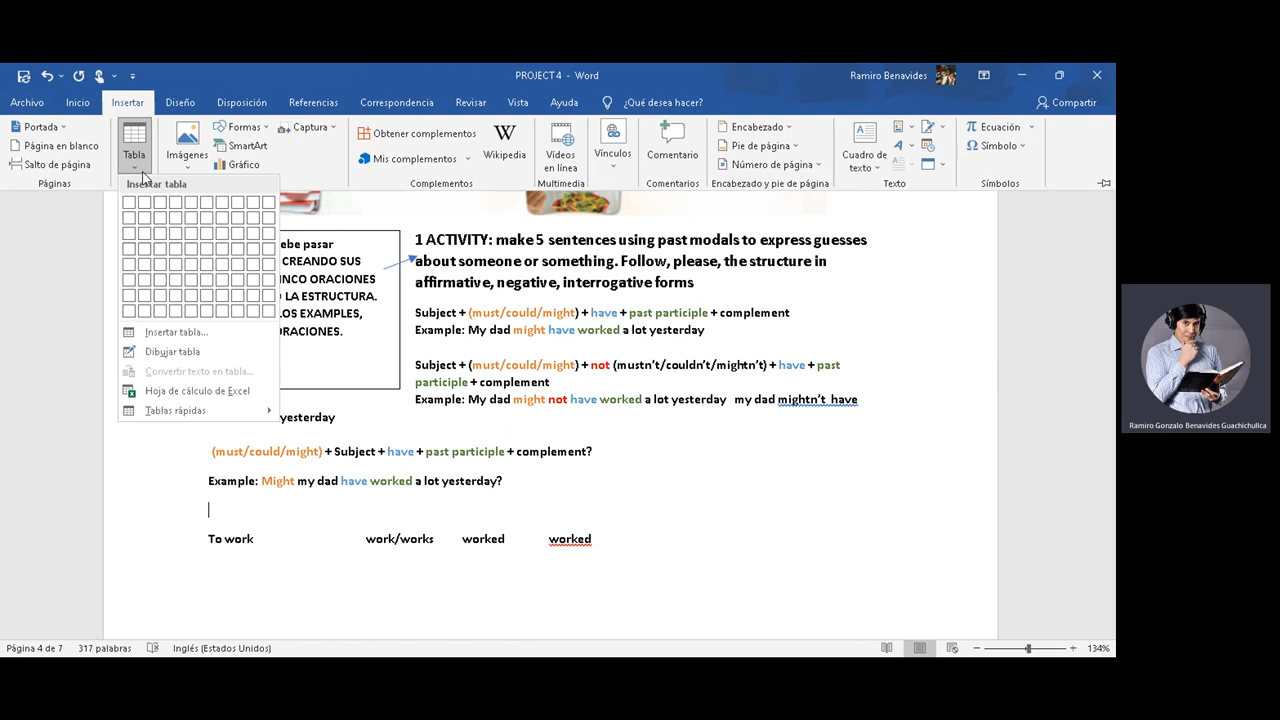 PROJECT 4 - Word
Ramiro Benavides
Archivo Inicio Insertar Diseño Disposición Referencias Correspondencia Revisar Vista Ayuda ¿Qué desea hacer? Compartir
Portada
Página en blanco
Salto de página
Páginas
Tabla
Imágenes
Formas
SmartArt
Gráfico
Captura
Obtener complementos
Mis complementos
Complementos
Wikipedia
Vídeos
en línea
Multimedia
Vínculos
Comentario
Comentarios
Encabezado
Pie de página
Número de página
Encabezado y pie de página
Cuadro de
texto
Texto
Ecuación
Símbolo
Símbolos
Insertar tabla
Insertar tabla...
Dibujar tabla
Convertir texto en tabla...
Hoja de cálculo de Excel
Tablas rápidas
ebe pasar
CREANDO SUS
INCO ORACIONES
LA ESTRUCTURA.
LOS EXAMPLES,
ORACIONES.
1 ACTIVITY: make 5 sentences using past modals to express guesses
about someone or something. Follow, please, the structure in
affirmative, negative, interrogative forms
Subject + (must/could/might) + have + past participle + complement
Example: My dad might have worked a lot yesterday
Subject + (must/could/might) + not (mustn't/couldn't/mightn't) + have + past
participle + complement
Example: My dad might not have worked a lot yesterday my dad mightn't have
yesterday
(must/could/might) + Subject + have + past participle + complement?
Example: Might my dad have worked a lot yesterday?
To work work/works worked worked
Ramiro Gonzalo Benavides Guachichullca
Página 4 de 7 317 palabras Inglés (Estados Unidos) 134%